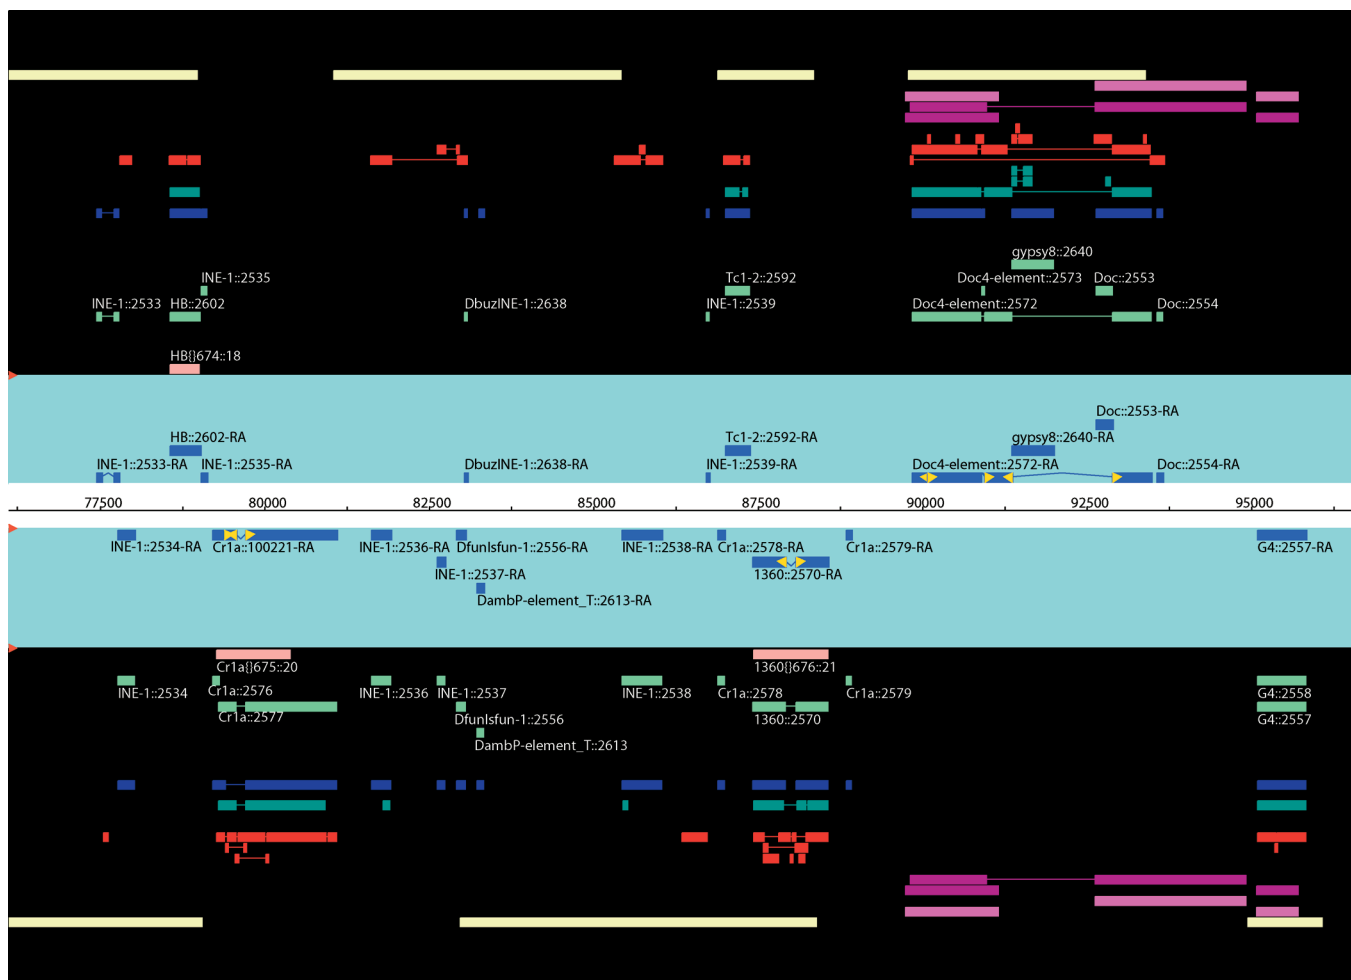 gypsy8::2640
INE-1::2535 Tc1-2::2592 Doc4-element::2573 Doc::2553
INE-1::2533 HB::2602 DbuzINE-1::2638 INE-1::2539 Doc4-element::2572 Doc::2554
HB{}674::18
Doc::2553-RA
HB::2602-RA Tc1-2::2592-RA gypsy8::2640-RA
INE-1::2533-RA INE-1::2535-RA DbuzINE-1::2638-RA INE-1::2539-RA Doc4-element::2572-RA Doc::2554-RA
77500 80000 82500 85000 87500 90000 92500 95000
INE-1::2534-RA Cr1a::100221-RA INE-1::2536-RA DfunIsfun-1::2556-RA INE-1::2538-RA Cr1a::2578-RA Cr1a::2579-RA G4::2557-RA
INE-1::2537-RA 1360::2570-RA
DambP-element_T::2613-RA
Cr1a{}675::20 1360{}676::21
INE-1::2534 Cr1a::2576 INE-1::2536 INE-1::2537 INE-1::2538 Cr1a::2578 Cr1a::2579 G4::2558
Cr1a::2577 DfunIsfun-1::2556 1360::2570 G4::2557
DambP-element_T::2613